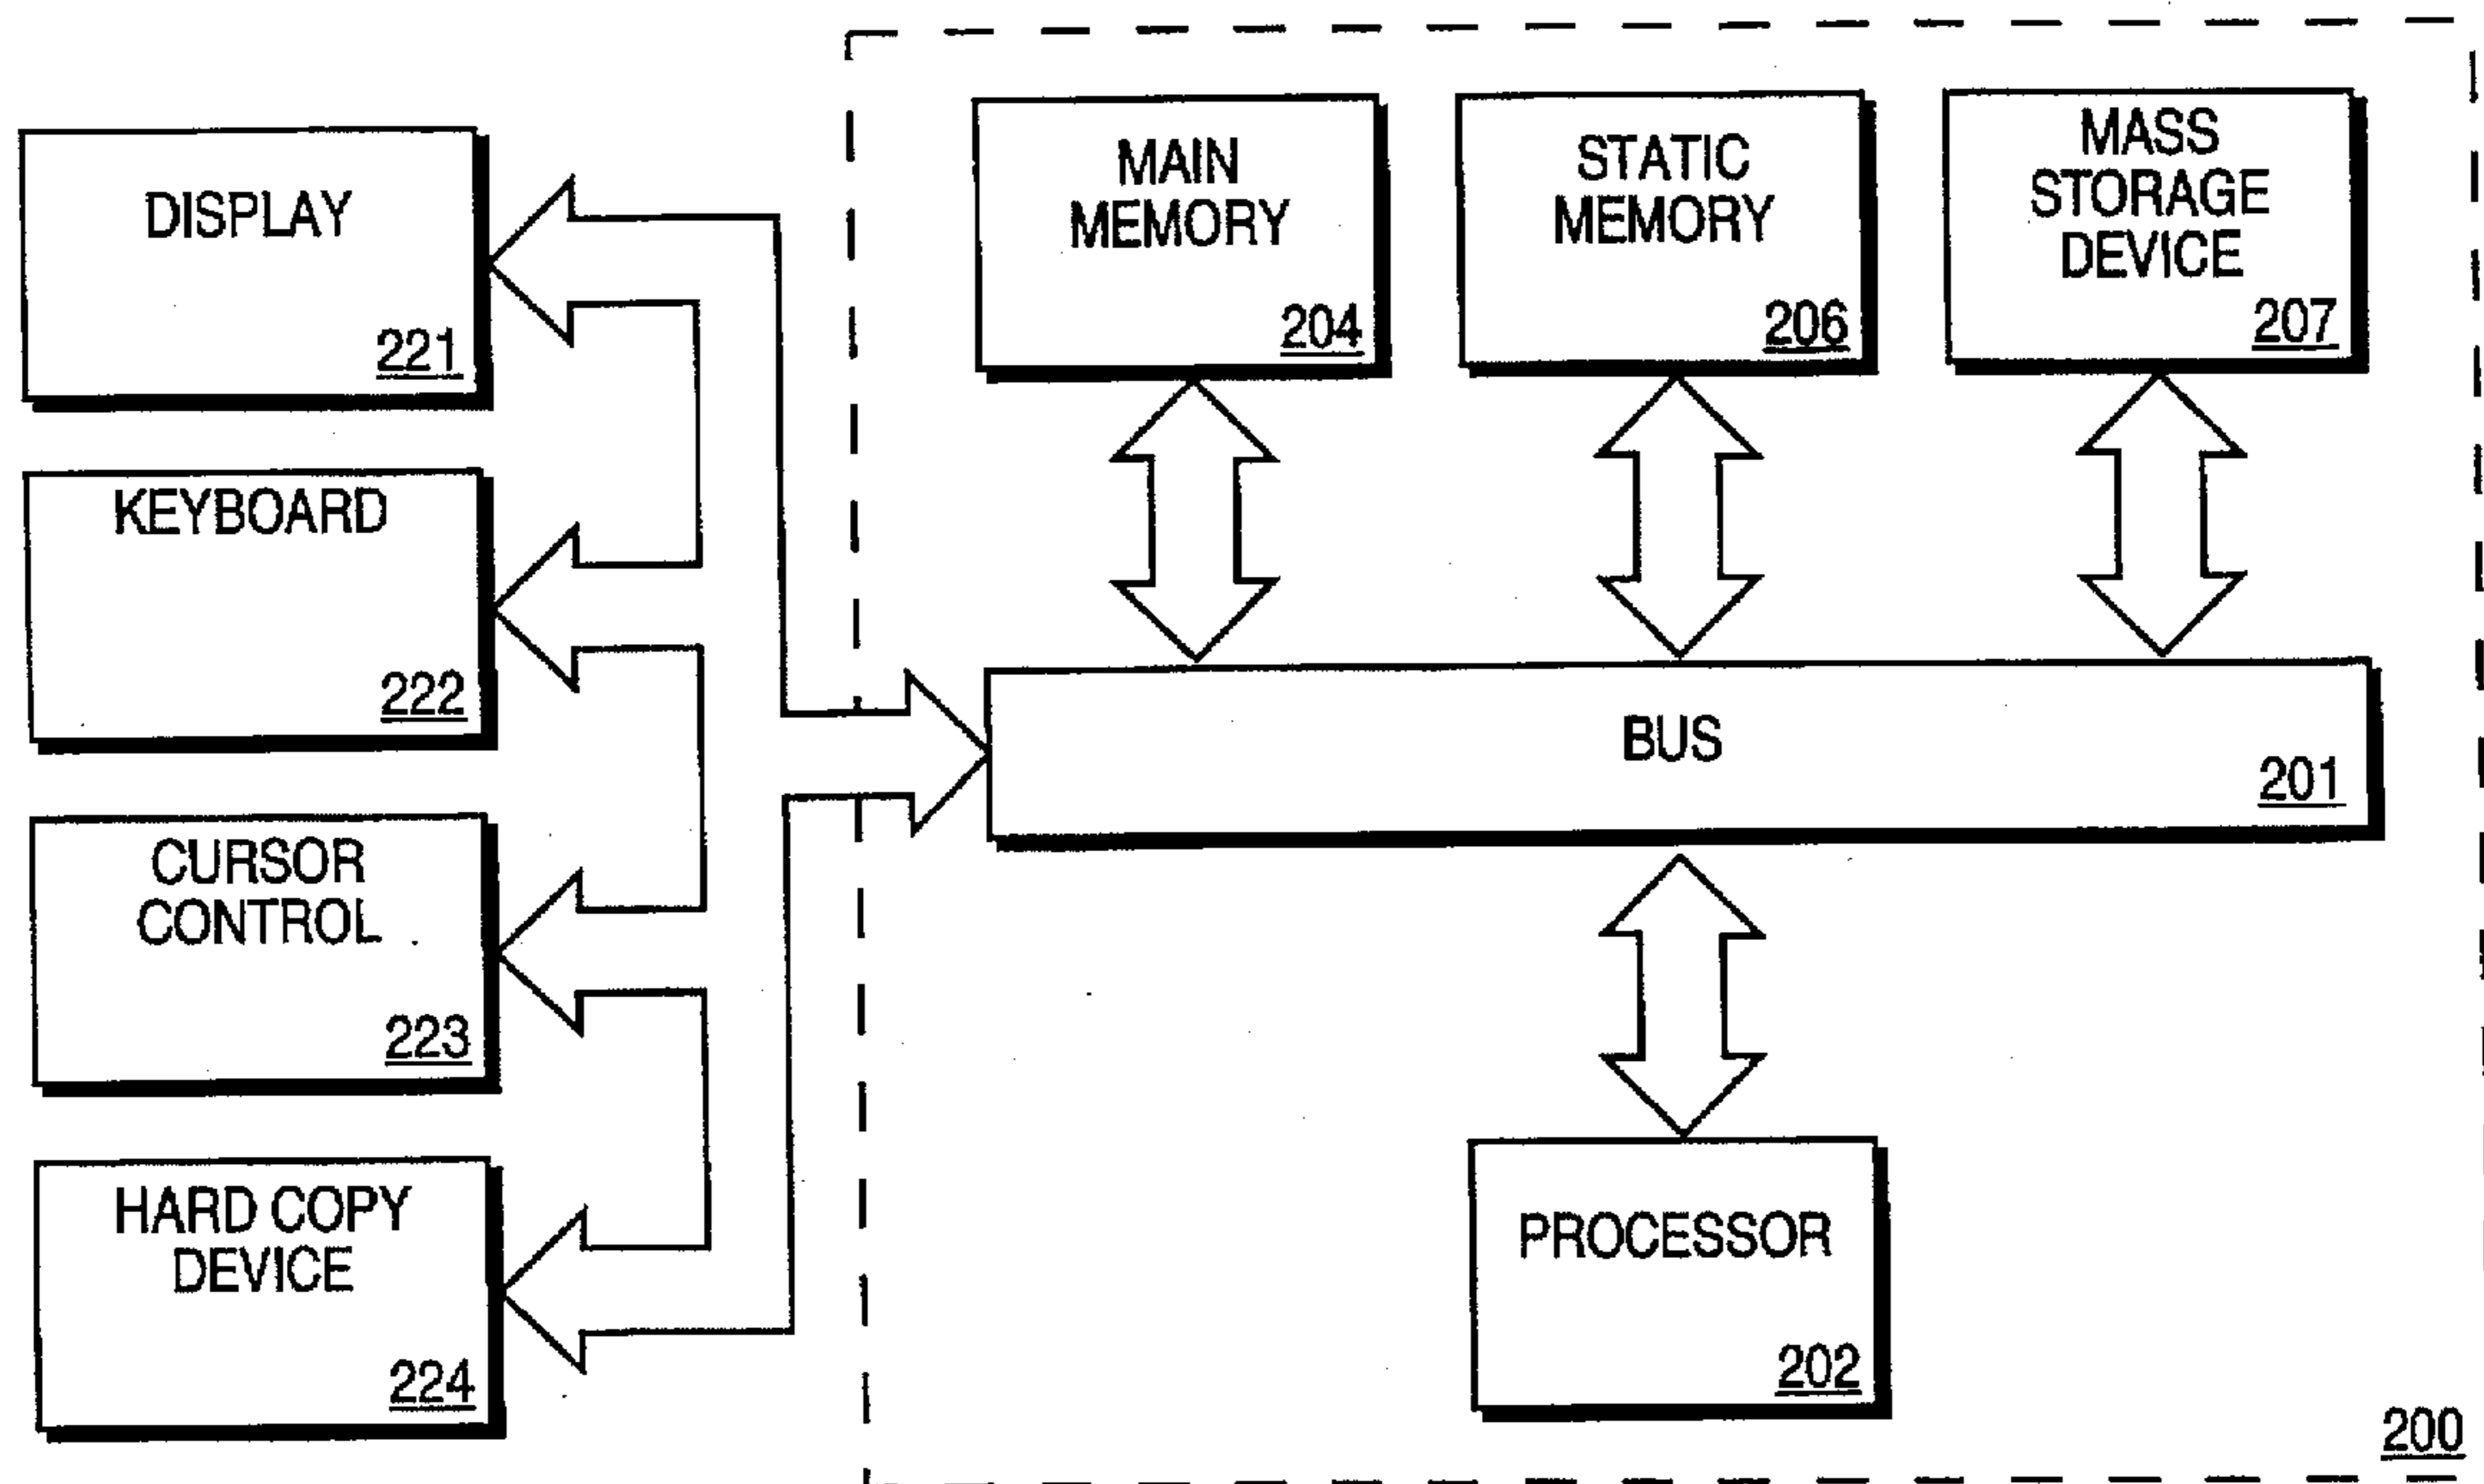 DISPLAY
221
KEYBOARD
222
CURSOR
CONTROL
223
HARD COPY
DEVICE
224
MAIN
MEMORY
204
STATIC
MEMORY
206
MASS
STORAGE
DEVICE
207
BUS
201
PROCESSOR
202
200